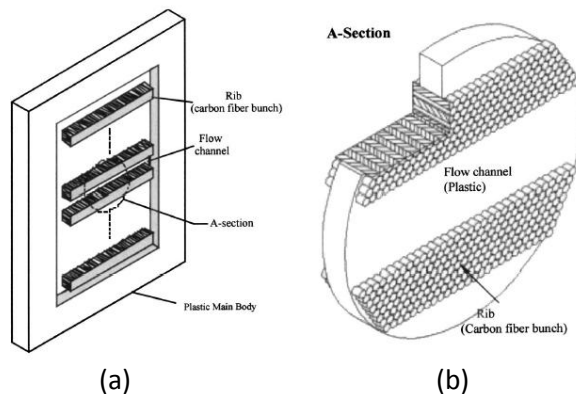 Rib
(carbon fiber bunch)
Flow
channel
A-section
Plastic Main Body
(a)
A-Section
Flow channel
(Plastic)
Rib
(Carbon fiber bunch)
(b)